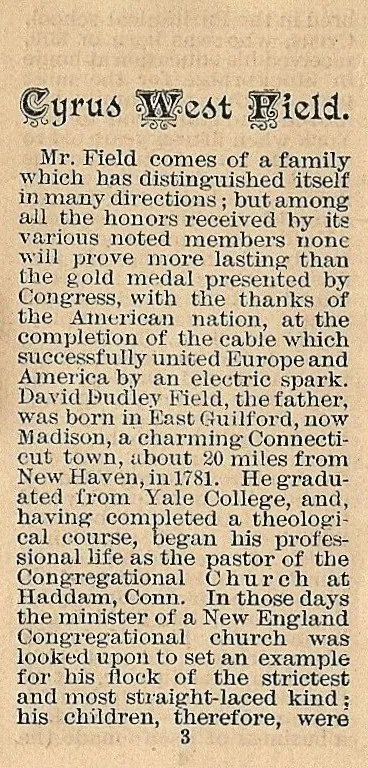 Cyrus West Field.
Mr. Field comes of a family
which has distinguished itself
in many directions; but among
all the honors received by its
various noted members none
will prove more lasting than
the gold medal presented by
Congress, with the thanks of
the American nation, at the
completion of the cable which
successfully united Europe and
America by an electric spark.
David Dudley Field, the father,
was born in East Guilford, now
Madison, a charming Connecti-
cut town, about 20 miles from
New Haven, in 1781. He gradu-
ated from Yale College, and,
having completed a theologi-
cal course, began his profes-
sional life as the pastor of the
Congregational Church at
Haddam, Conn. In those days
the minister of a New England
Congregational church was
looked upon to set an example
for his flock of the strictest
and most straight-laced kind;
his children, therefore, were
3